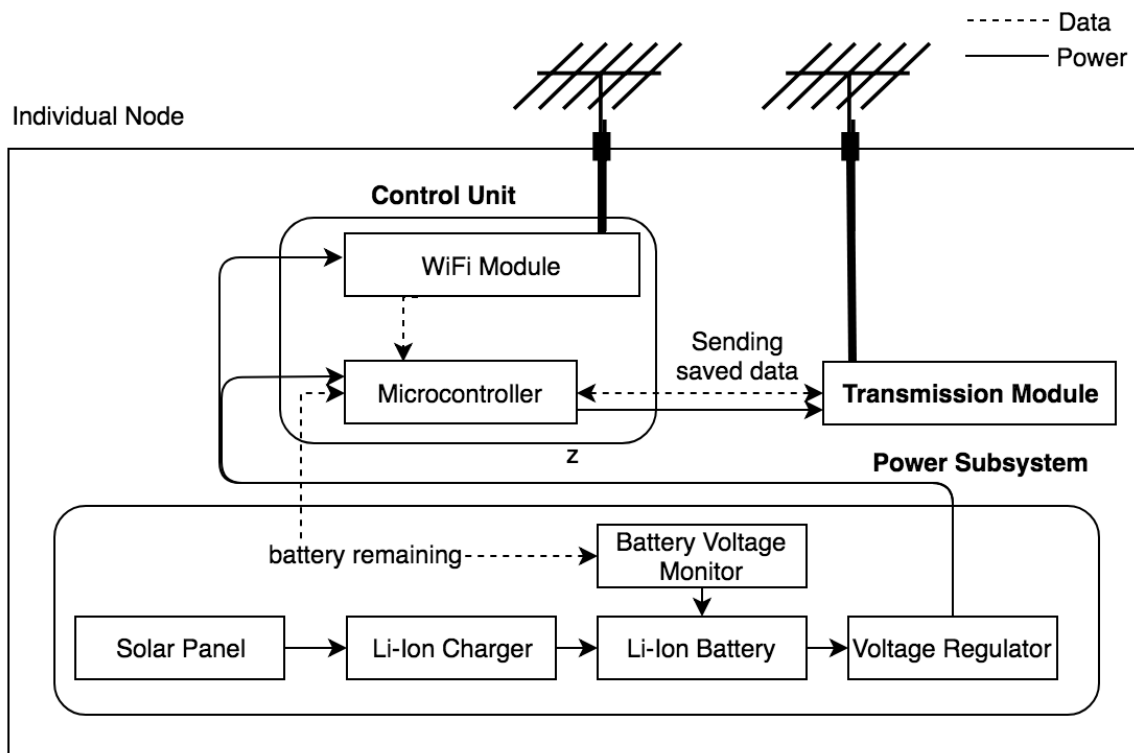 Data
Power
Individual Node
Control Unit
WiFi Module
Sending
saved data
Microcontroller
Transmission Module
z
Power Subsystem
battery remaining
Battery Voltage
Monitor
Solar Panel
Li-Ion Charger
Li-Ion Battery
Voltage Regulator